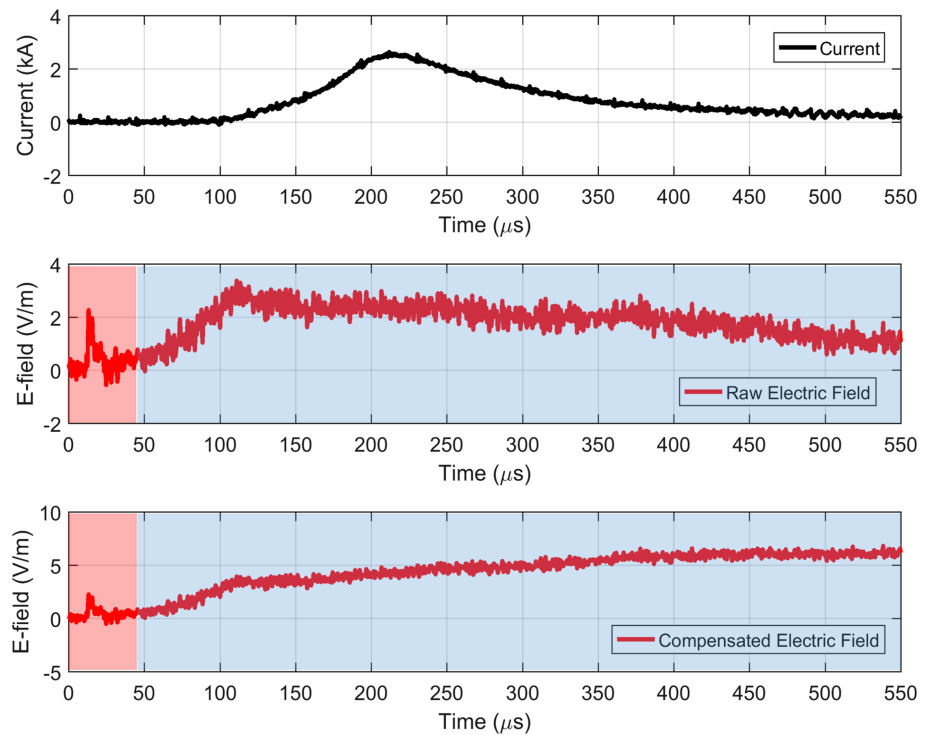 4
2
0
-2
Current (kA)
Current
0 50 100 150 200 250 300 350 400 450 500 550
Time (μs)
4
2
0
-2
E-field (V/m)
Raw Electric Field
0 50 100 150 200 250 300 350 400 450 500 550
Time (μs)
10
5
0
-5
E-field (V/m)
Compensated Electric Field
0 50 100 150 200 250 300 350 400 450 500 550
Time (μs)